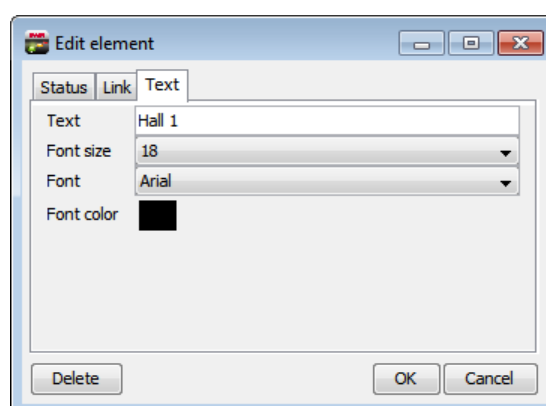 Edit element
Status Link Text
Text Hall 1
Font size 18
Font Arial
Font color
Delete OK Cancel